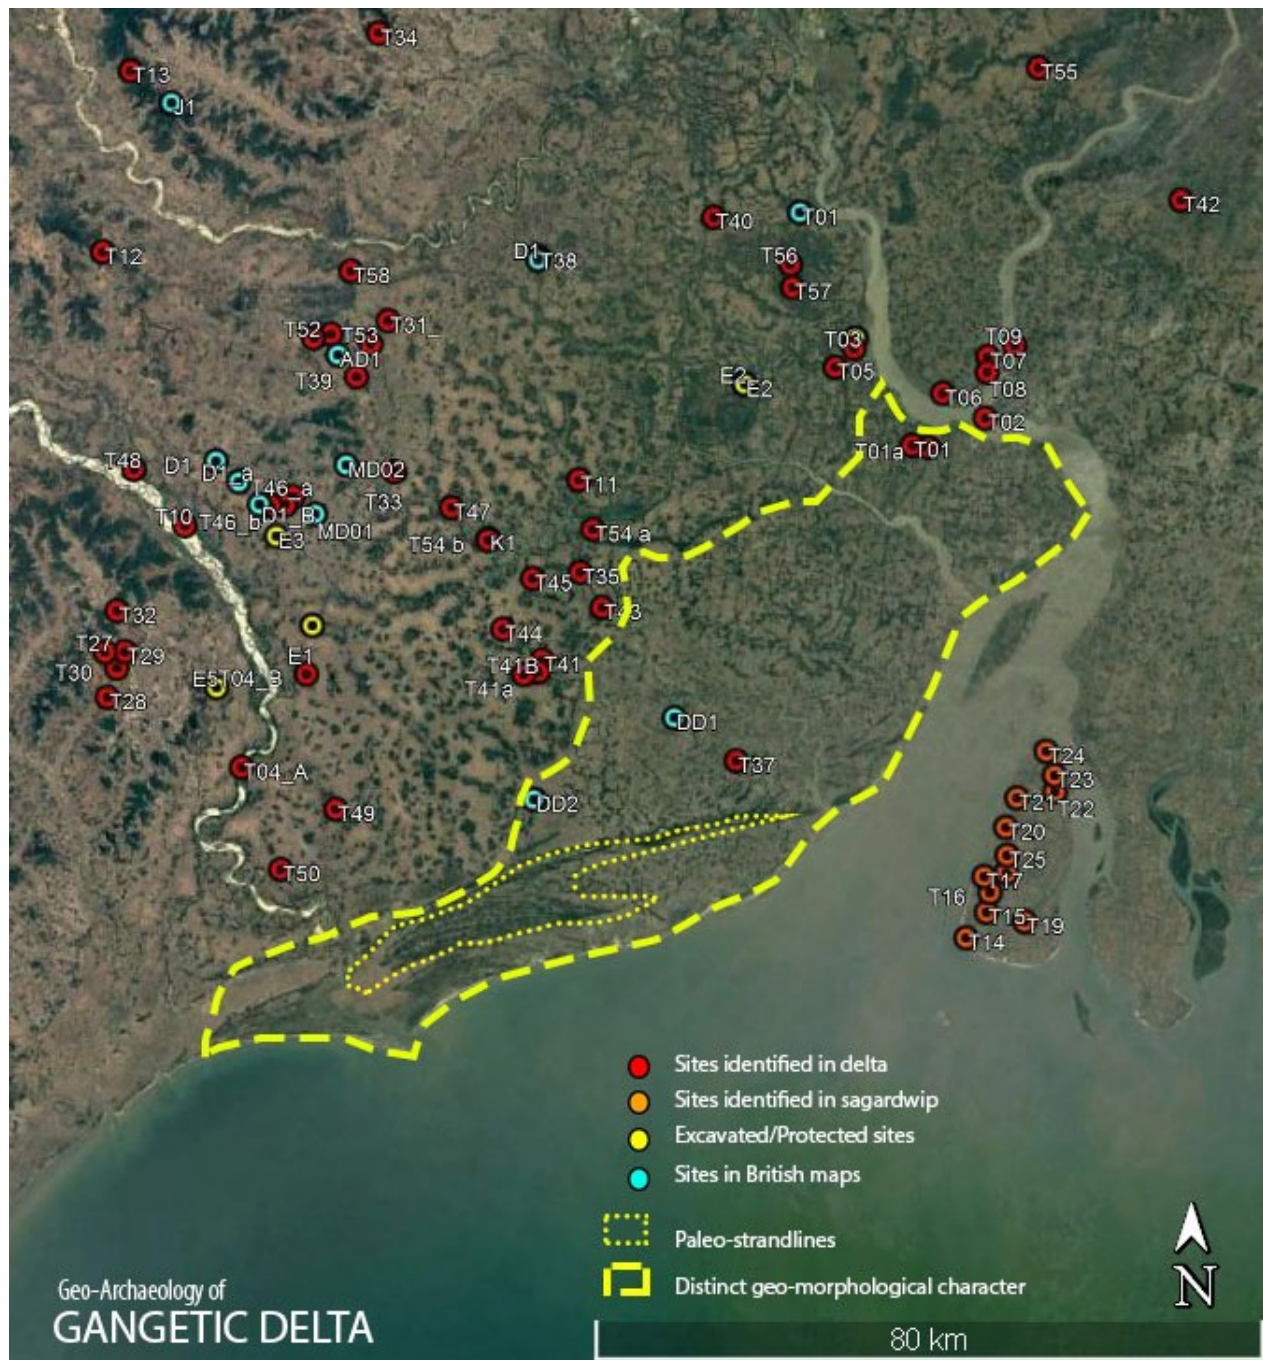 T34
T13
T55
J1
T42
T40
T01
T12
D1
T38
T56
T58
T57
T31_
T52
T53
T03
T09
AD1
T07
T05
T39
E2
E2
T08
T06
T02
T01a
T01
T48
D1
D1_a
MD02
T46_a
T33
T11
T47
T10
T46_b
D1_B
MD01
T54 a
E3
T54 b
K1
T35
T45
T32
T43
T44
T27
T29
T30
E1
T41B
T41
E5
T04_B
T41a
T28
DD1
T24
T37
T04_A
T23
DD2
T21
T22
T49
T20
T25
T50
T17
T16
T15
T19
T14
Sites identified in delta
Sites identified in sagardwip
Excavated/Protected sites
Sites in British maps
Paleo-strandlines
Distinct geo-morphological character
N
Geo-Archaeology of
GANGETIC DELTA
80 km